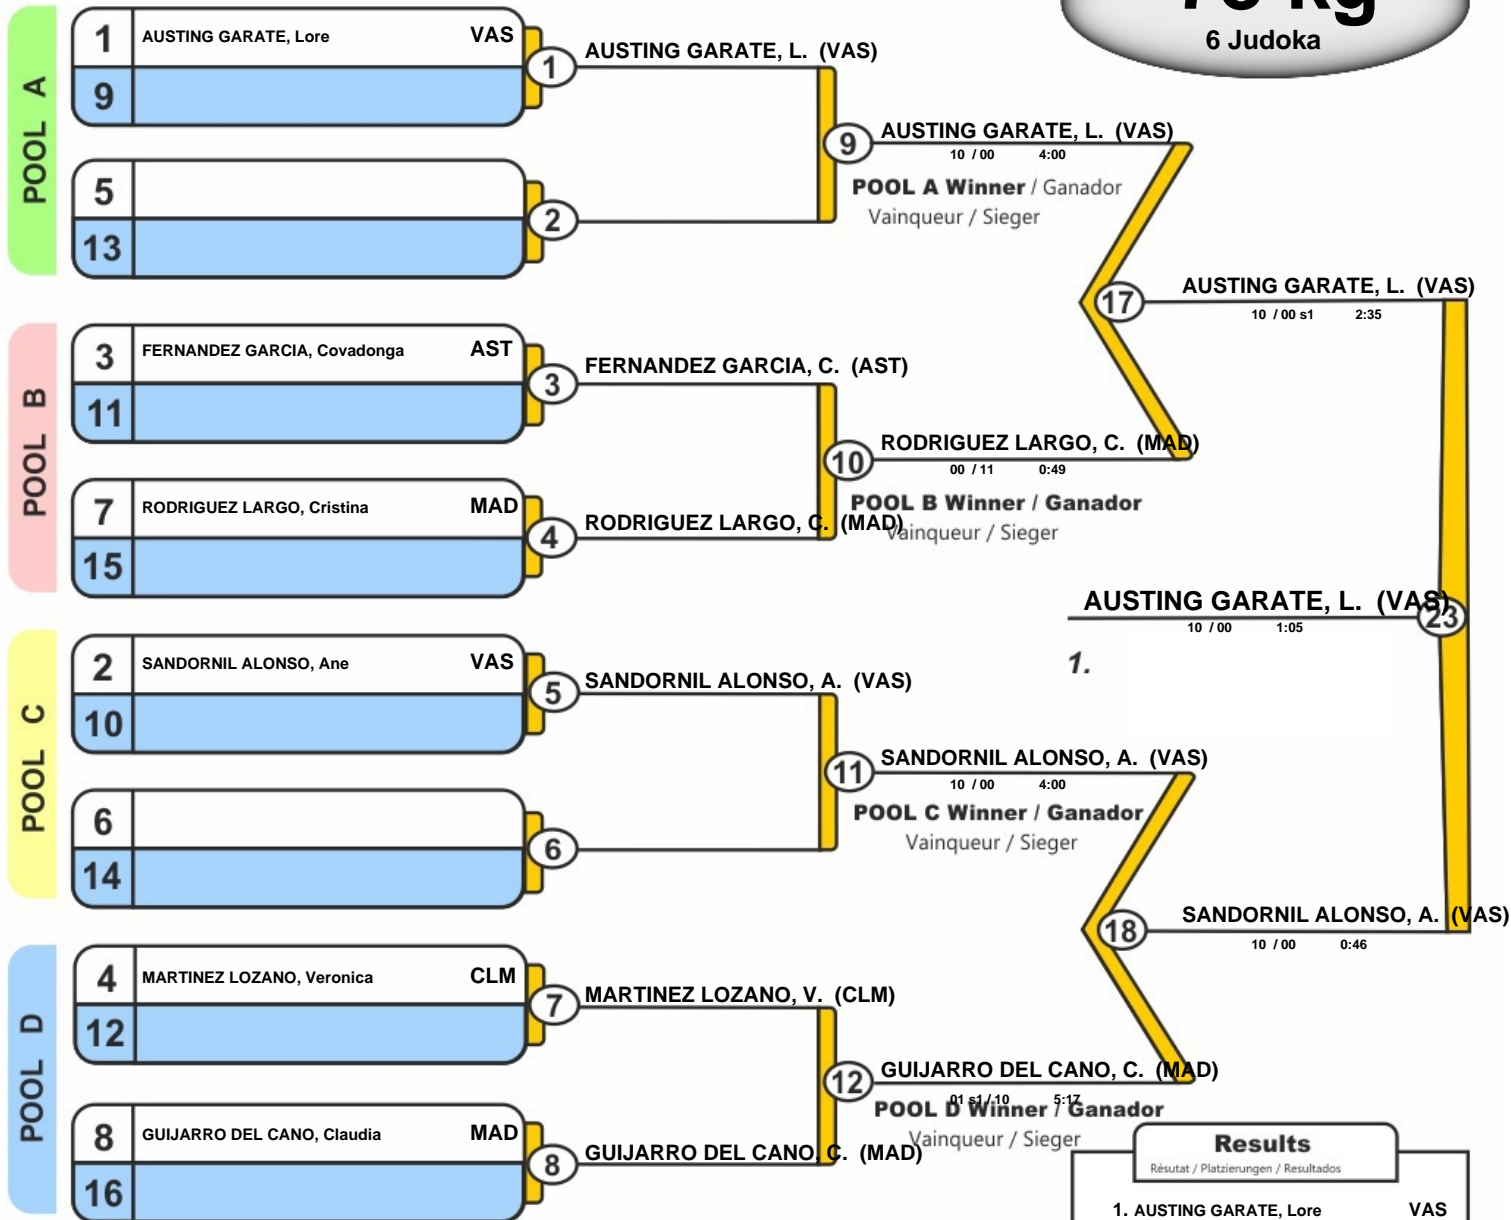 78 kg
6 Judoka
POOL A
1 AUSTING GARATE, Lore VAS
9
1
AUSTING GARATE, L. (VAS)
5
13
2
9
AUSTING GARATE, L. (VAS)
10 / 00 4:00
POOL A Winner / Ganador
Vainqueur / Sieger
POOL B
3 FERNANDEZ GARCIA, Covadonga AST
11
3
FERNANDEZ GARCIA, C. (AST)
7 RODRIGUEZ LARGO, Cristina MAD
15
4
RODRIGUEZ LARGO, C. (MAD)
10
RODRIGUEZ LARGO, C. (MAD)
00 / 11 0:49
POOL B Winner / Ganador
Vainqueur / Sieger
17
AUSTING GARATE, L. (VAS)
10 / 00 s1 2:35
AUSTING GARATE, L. (VAS)
23
10 / 00 1:05
1.
POOL C
2 SANDORNIL ALONSO, Ane VAS
10
5
SANDORNIL ALONSO, A. (VAS)
6
14
6
11
SANDORNIL ALONSO, A. (VAS)
10 / 00 4:00
POOL C Winner / Ganador
Vainqueur / Sieger
POOL D
4 MARTINEZ LOZANO, Veronica CLM
12
7
MARTINEZ LOZANO, V. (CLM)
8 GUIJARRO DEL CANO, Claudia MAD
16
8
GUIJARRO DEL CANO, C. (MAD)
12
GUIJARRO DEL CANO, C. (MAD)
01 s1 / 10 5:17
POOL D Winner / Ganador
Vainqueur / Sieger
18
SANDORNIL ALONSO, A. (VAS)
10 / 00 0:46
Results
Résutat / Platzierungen / Resultados
1. AUSTING GARATE, Lore VAS